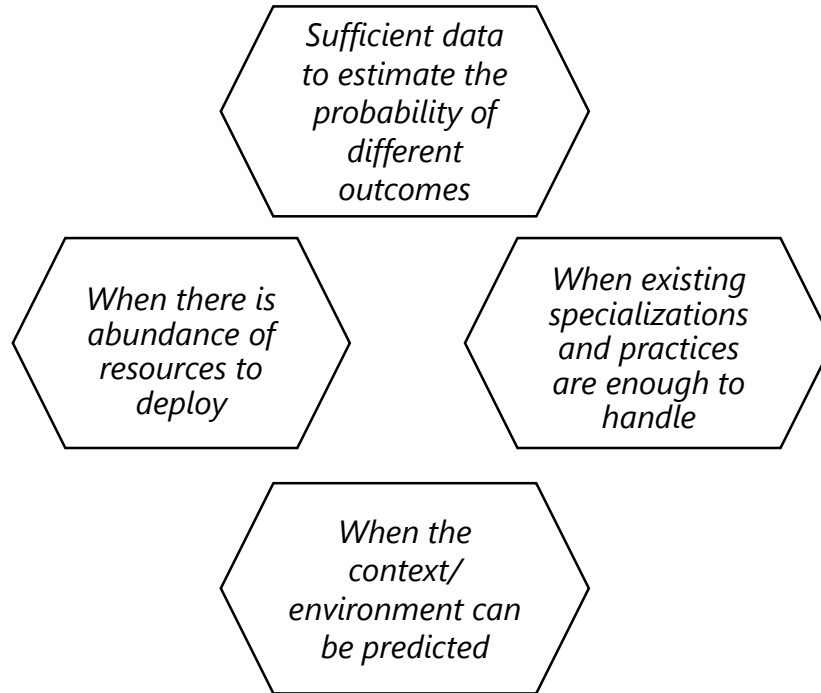 Sufficient data
to estimate the
probability of
different
outcomes
When there is
abundance of
resources to
deploy
When existing
specializations
and practices
are enough to
handle
When the
context/
environment can
be predicted